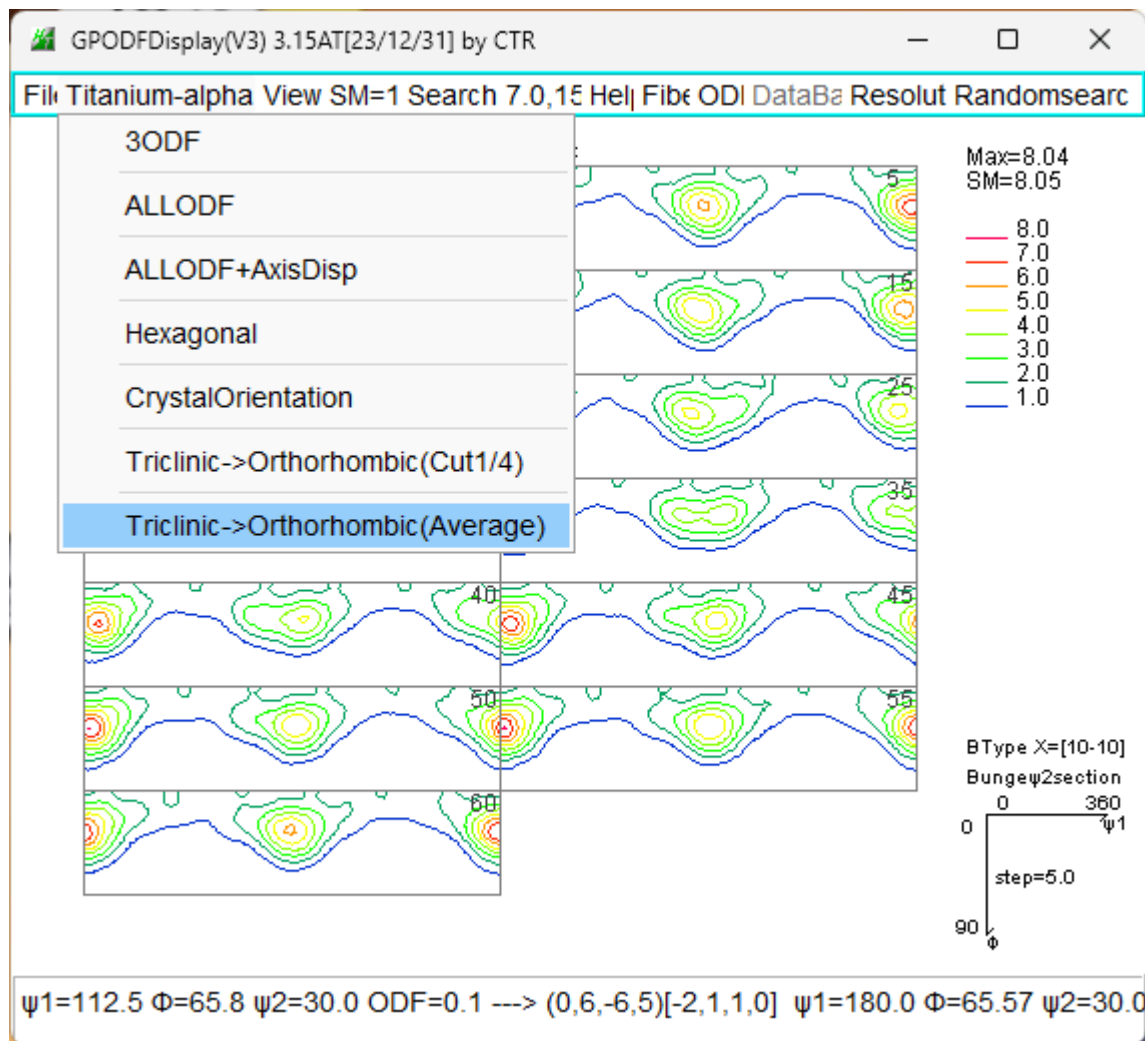 GPODFDisplay(V3) 3.15AT[23/12/31] by CTR
Fil Titanium-alpha View SM=1 Search 7.0,15 Hel Fibe OD DataBa Resolut Randomsearc
3ODF
ALLODF
ALLODF+AxisDisp
Hexagonal
CrystalOrientation
Triclinic->Orthorhombic(Cut1/4)
Triclinic->Orthorhombic(Average)
5
15
25
35
40
45
50
55
60
Max=8.04
SM=8.05
8.0
7.0
6.0
5.0
4.0
3.0
2.0
1.0
BType X=[10-10]
Bungeψ2section
0 360
0 ψ1
step=5.0
90
Φ
ψ1=112.5 Φ=65.8 ψ2=30.0 ODF=0.1 ---> (0,6,-6,5)[-2,1,1,0] ψ1=180.0 Φ=65.57 ψ2=30.0